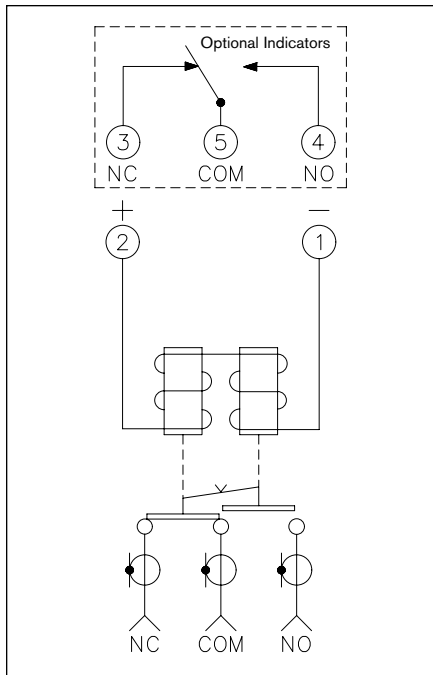 Optional Indicators
3 5 4
NC COM NO
+ −
2 1
NC COM NO